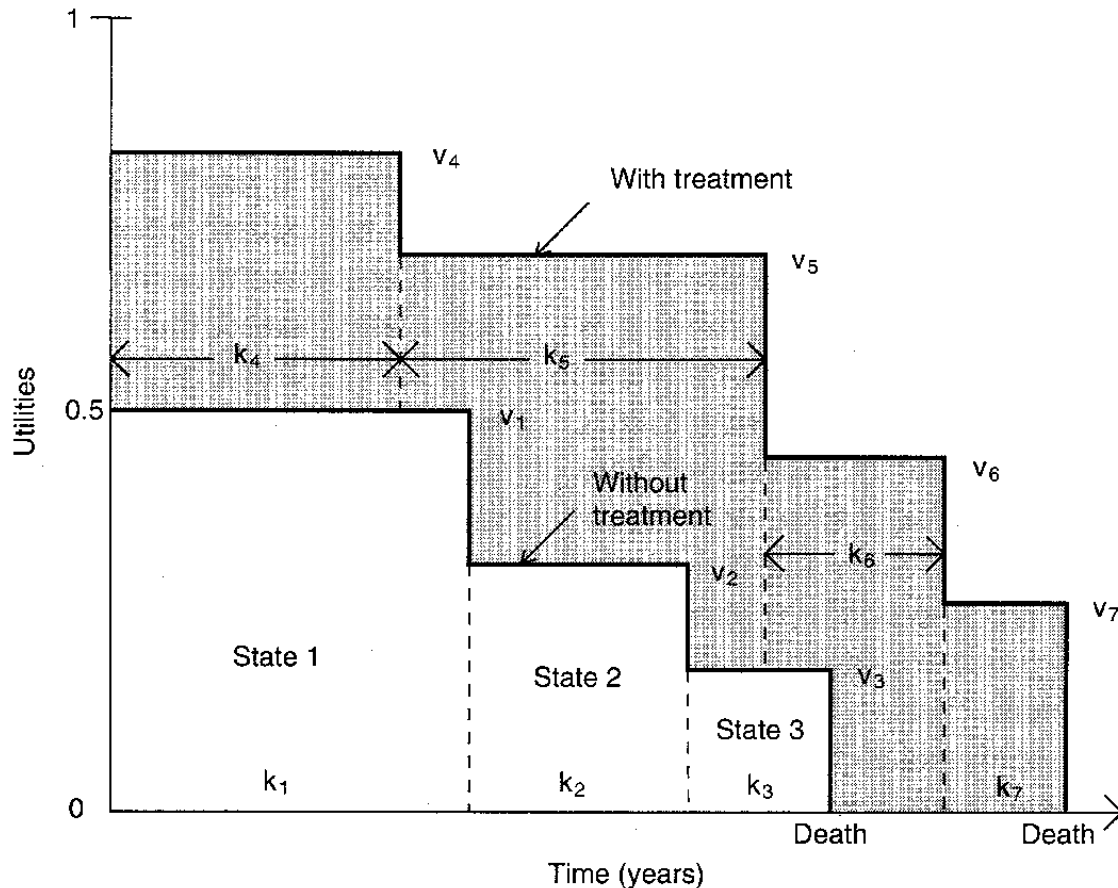 1
v₄
With treatment
v₅
k₄
k₅
Utilities
0.5
v₁
v₆
Without
treatment
k₆
v₂
v₇
State 1
State 2
v₃
State 3
k₁
k₂
k₃
k₇
0
Death
Death
Time (years)